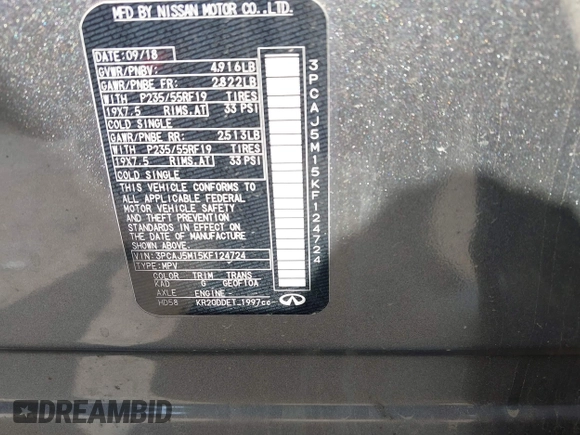 MFD BY NISSAN MOTOR CO.,LTD.
DATE: 09/18
GVWR/PNBV: 4916LB
GAWR/PNBE FR: 2822LB
WITH P235/55RF19 TIRES
19X7.5 RIMS,AT 33 PSI
COLD SINGLE
GAWR/PNBE RR: 2513LB
WITH P235/55RF19 TIRES
19X7.5 RIMS,AT 33 PSI
COLD SINGLE
THIS VEHICLE CONFORMS TO
ALL APPLICABLE FEDERAL
MOTOR VEHICLE SAFETY
AND THEFT PREVENTION
STANDARDS IN EFFECT ON
THE DATE OF MANUFACTURE
SHOWN ABOVE.
VIN: 3PCAJ5M15KF124724
TYPE: MPV
COLOR TRIM TRANS
KAD G GE0F10A
AXLE ENGINE
HD58 KR20DDET 1997cc
3PCAJ5M15KF124724
DREAMBID